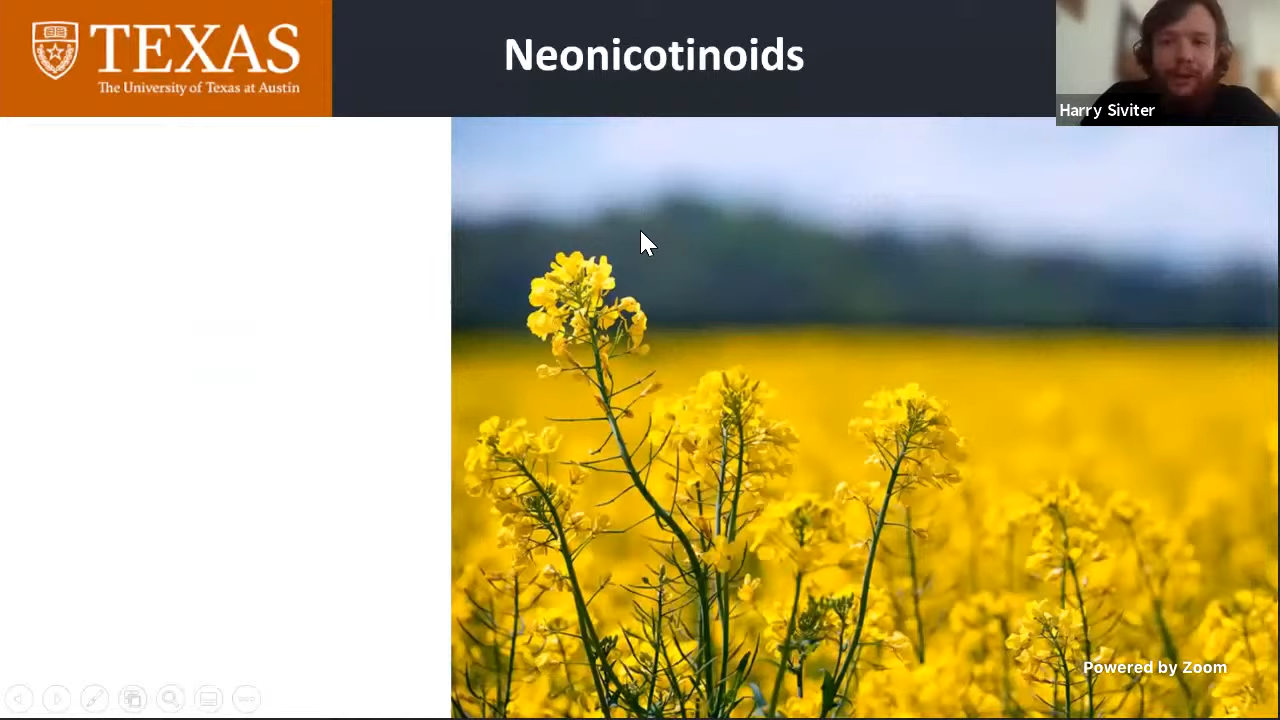 TEXAS
The University of Texas at Austin
Neonicotinoids
Harry Siviter
Powered by Zoom